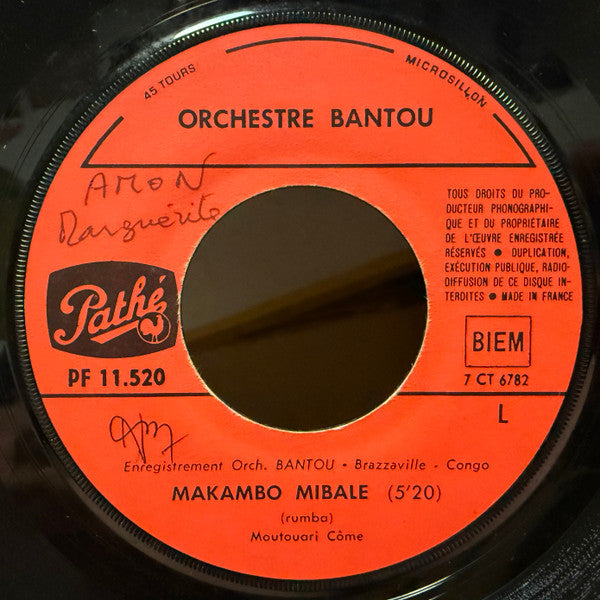 45 TOURS
MICROSILLON
ORCHESTRE BANTOU
AMON
Marguérite
TOUS DROITS DU PRO-
DUCTEUR PHONOGRAPHI-
QUE ET DU PROPRIÉTAIRE
DE L'ŒUVRE ENREGISTRÉE
RÉSERVÉS ● DUPLICATION,
EXÉCUTION PUBLIQUE, RADIO-
DIFFUSION DE CE DISQUE IN-
TERDITES ● MADE IN FRANCE
Pathé
PF 11.520
BIEM
7 CT 6782
L
Enregistrement Orch. BANTOU • Brazzaville - Congo
MAKAMBO MIBALE (5'20)
(rumba)
Moutouari Côme